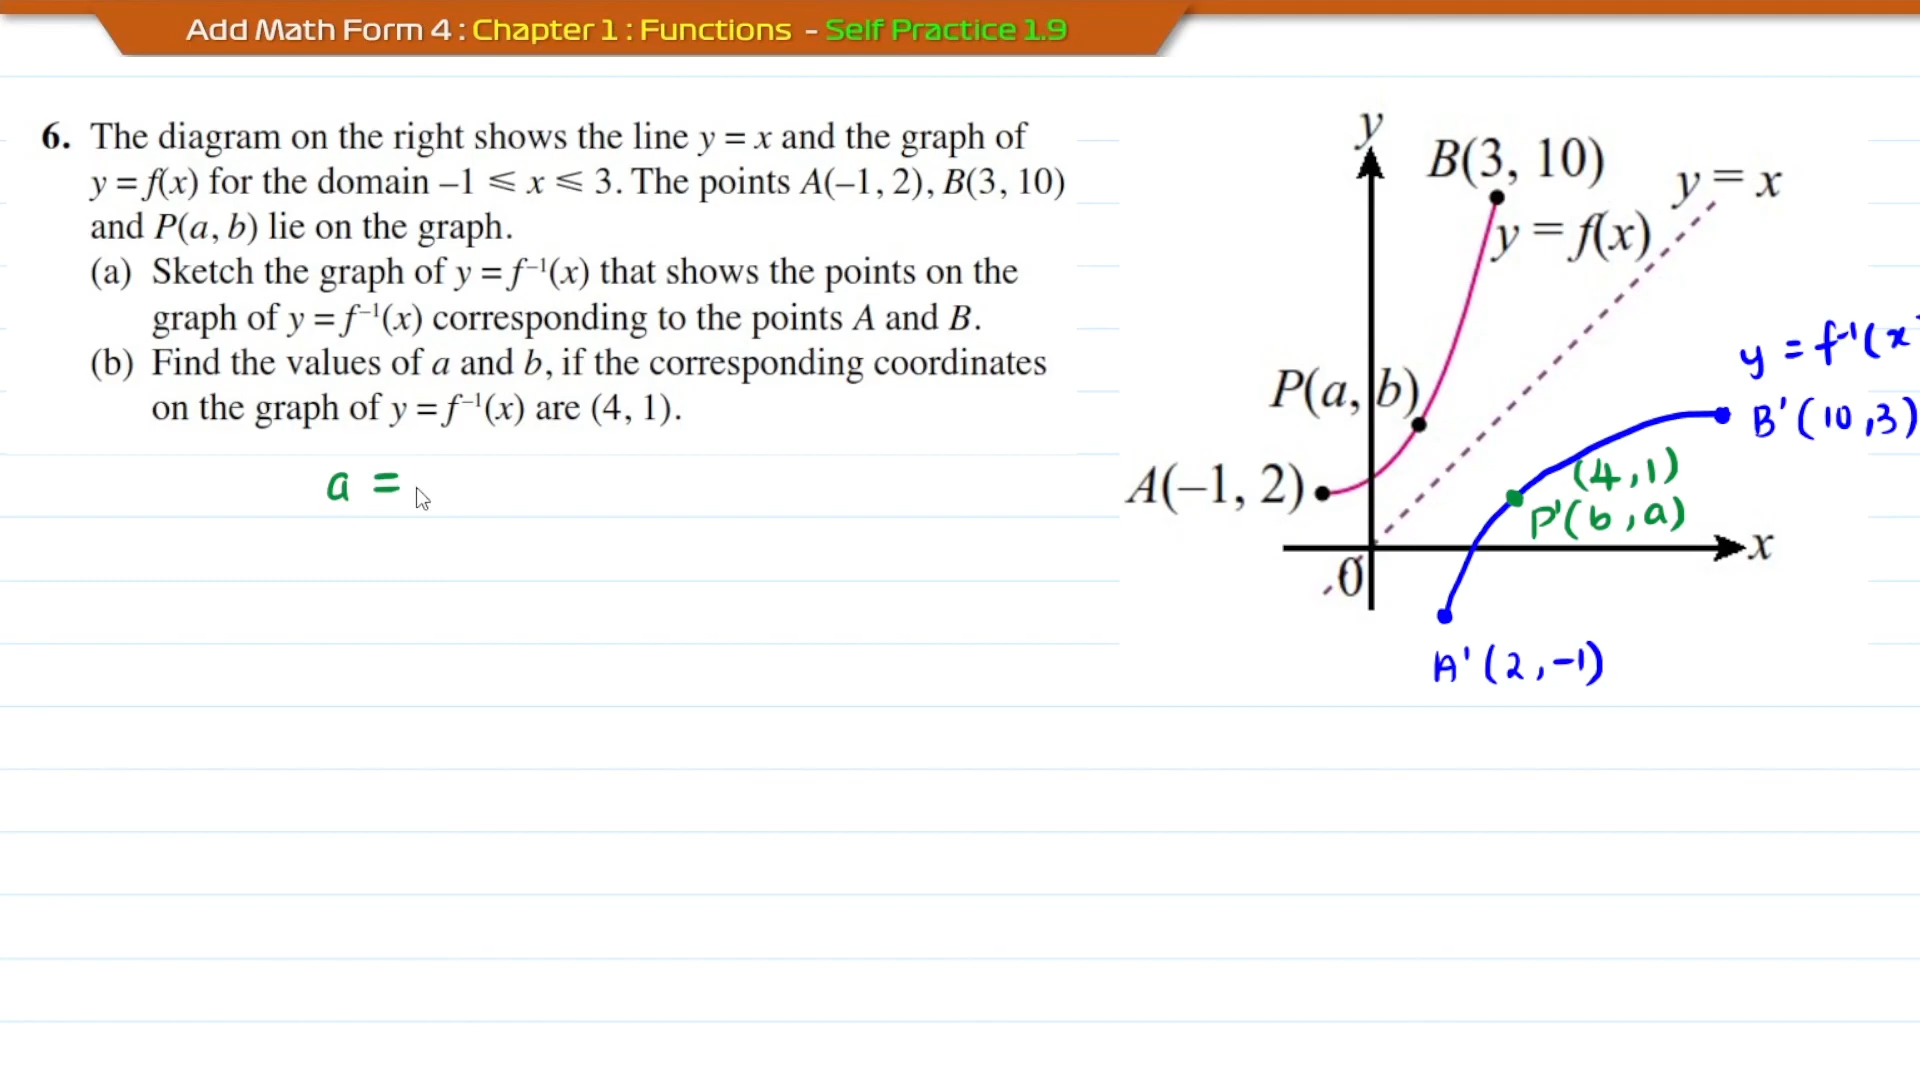 Add Math Form 4 : Chapter 1 : Functions - Self Practice 1.9
6. The diagram on the right shows the line y = x and the graph of
y = f(x) for the domain –1 ⩽ x ⩽ 3. The points A(–1, 2), B(3, 10)
and P(a, b) lie on the graph.
(a) Sketch the graph of y = f⁻¹(x) that shows the points on the
graph of y = f⁻¹(x) corresponding to the points A and B.
(b) Find the values of a and b, if the corresponding coordinates
on the graph of y = f⁻¹(x) are (4, 1).
a =
y
B(3, 10)
y = x
y = f(x)
y = f⁻¹(x
P(a, b)
B'(10,3)
(4,1)
A(–1, 2)
P'(b,a)
x
0
A'(2,-1)